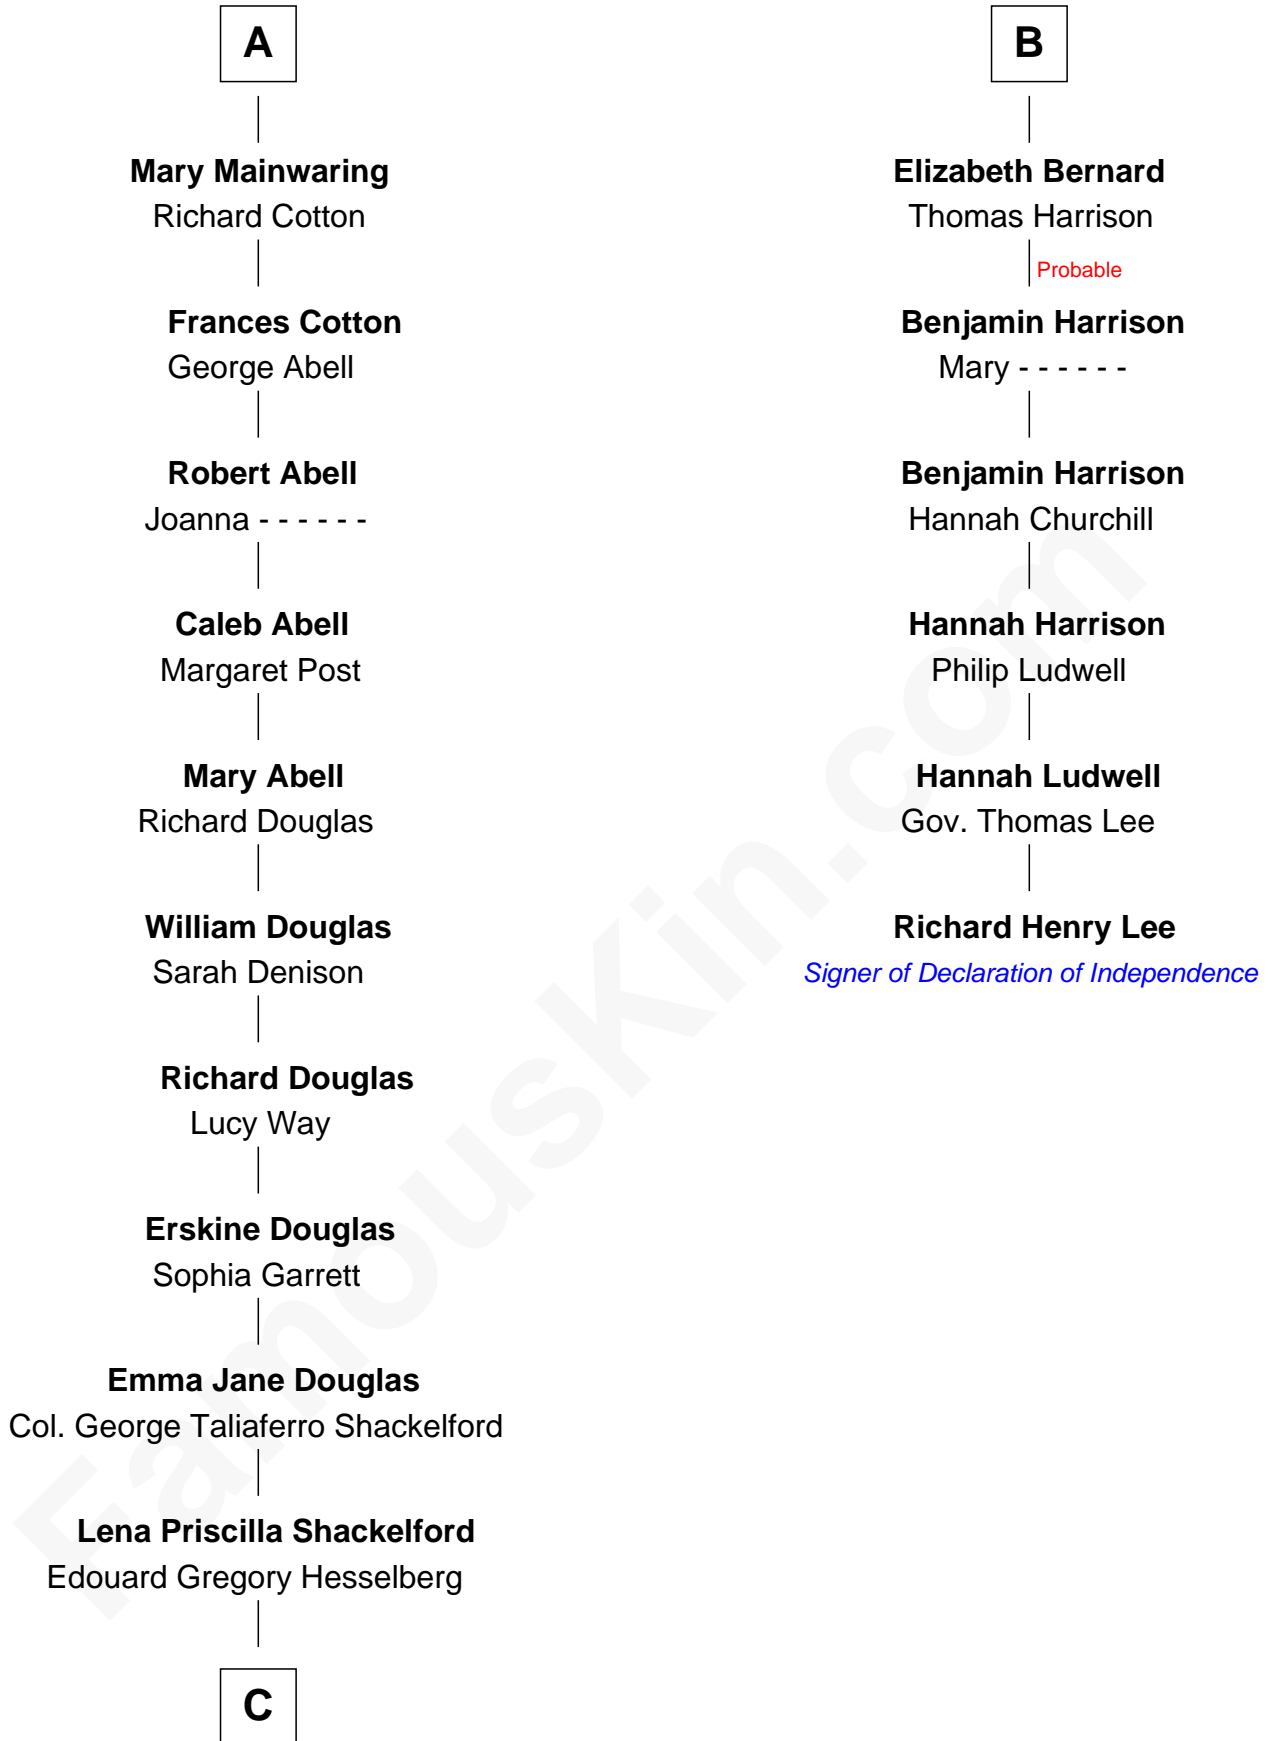 A
Mary Mainwaring
Richard Cotton
Frances Cotton
George Abell
Robert Abell
Joanna - - - - - -
Caleb Abell
Margaret Post
Mary Abell
Richard Douglas
William Douglas
Sarah Denison
Richard Douglas
Lucy Way
Erskine Douglas
Sophia Garrett
Emma Jane Douglas
Col. George Taliaferro Shackelford
Lena Priscilla Shackelford
Edouard Gregory Hesselberg
C
B
Elizabeth Bernard
Thomas Harrison
Probable
Benjamin Harrison
Mary - - - - - -
Benjamin Harrison
Hannah Churchill
Hannah Harrison
Philip Ludwell
Hannah Ludwell
Gov. Thomas Lee
Richard Henry Lee
Signer of Declaration of Independence
FamousKin.com